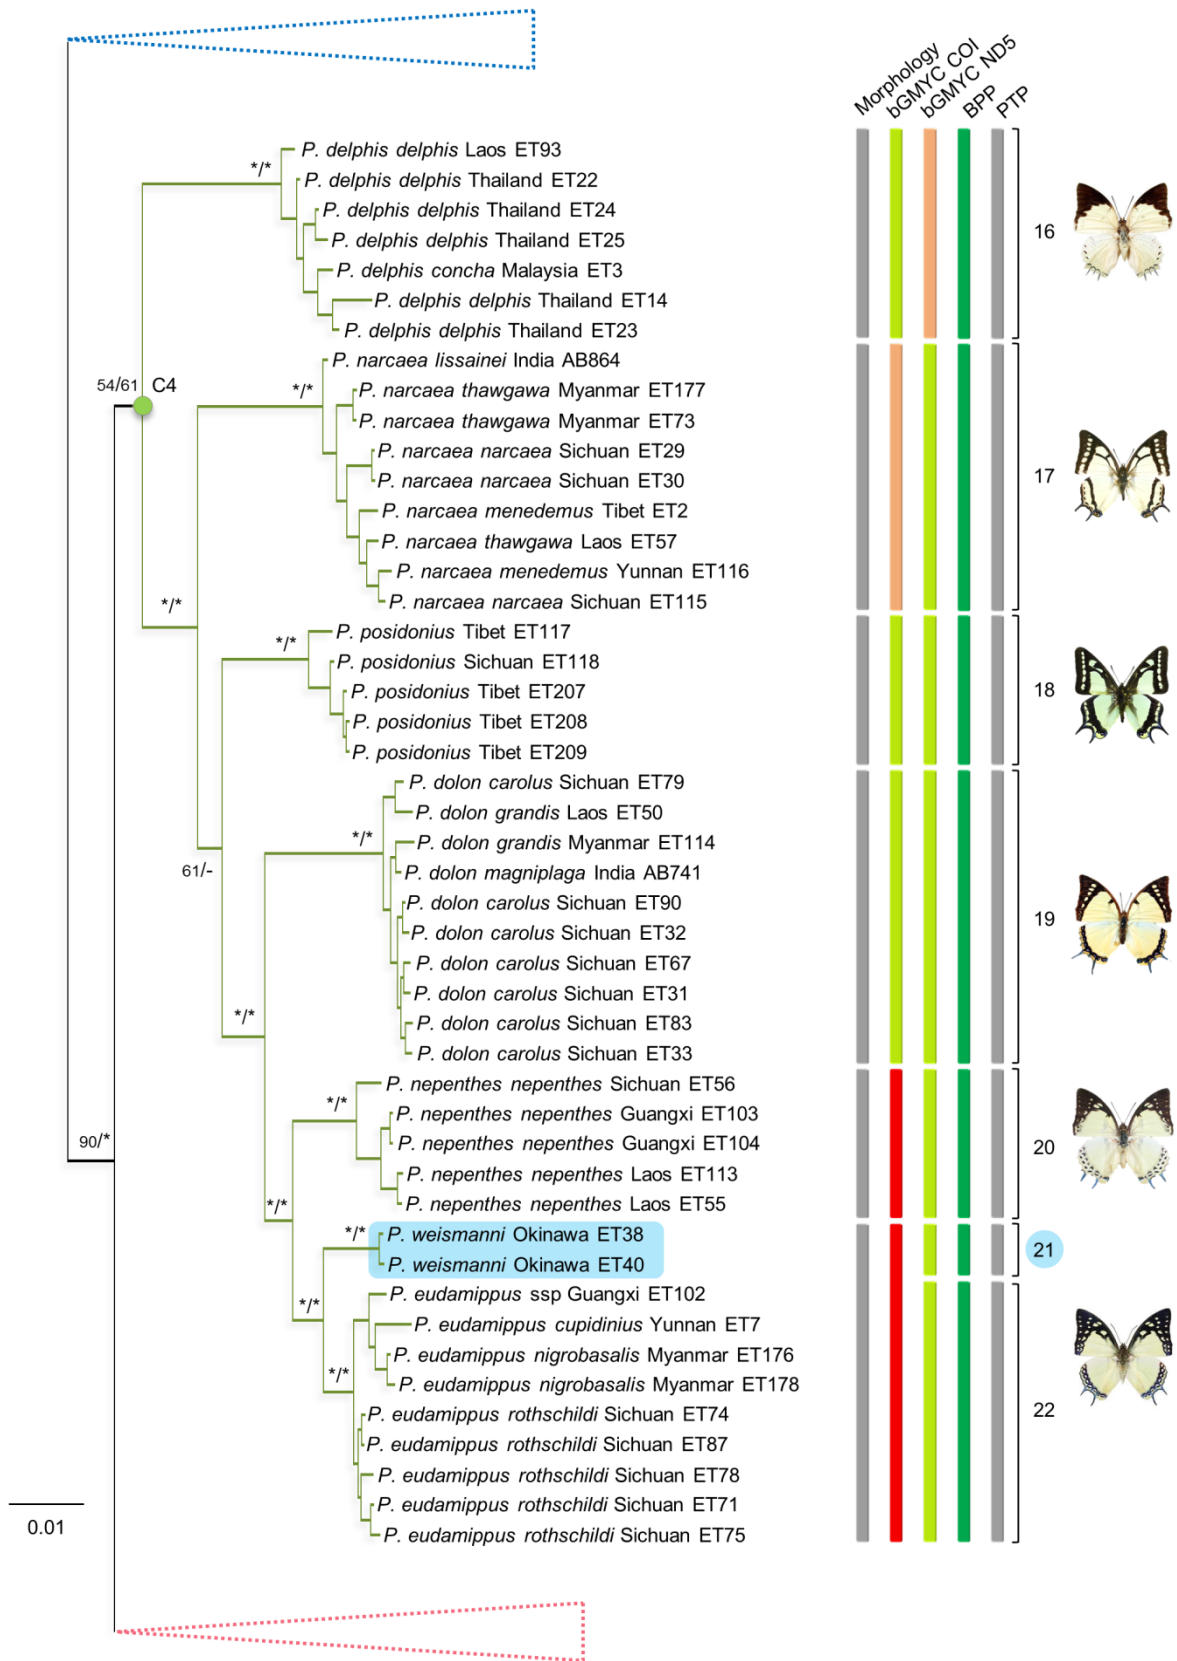 Morphology
bGMYC COI
bGMYC ND5
BPP
PTP
P. delphis delphis Laos ET93
*/*
P. delphis delphis Thailand ET22
P. delphis delphis Thailand ET24
16
P. delphis delphis Thailand ET25
P. delphis concha Malaysia ET3
P. delphis delphis Thailand ET14
P. delphis delphis Thailand ET23
P. narcaea lissainei India AB864
54/61 C4
*/*
P. narcaea thawgawa Myanmar ET177
P. narcaea thawgawa Myanmar ET73
P. narcaea narcaea Sichuan ET29
17
P. narcaea narcaea Sichuan ET30
P. narcaea menedemus Tibet ET2
P. narcaea thawgawa Laos ET57
P. narcaea menedemus Yunnan ET116
*/*
P. narcaea narcaea Sichuan ET115
P. posidonius Tibet ET117
*/*
P. posidonius Sichuan ET118
18
P. posidonius Tibet ET207
P. posidonius Tibet ET208
P. posidonius Tibet ET209
P. dolon carolus Sichuan ET79
P. dolon grandis Laos ET50
*/*
P. dolon grandis Myanmar ET114
61/-
P. dolon magniplaga India AB741
P. dolon carolus Sichuan ET90
19
P. dolon carolus Sichuan ET32
P. dolon carolus Sichuan ET67
P. dolon carolus Sichuan ET31
*/*
P. dolon carolus Sichuan ET83
P. dolon carolus Sichuan ET33
P. nepenthes nepenthes Sichuan ET56
*/*
P. nepenthes nepenthes Guangxi ET103
90/*
P. nepenthes nepenthes Guangxi ET104
20
P. nepenthes nepenthes Laos ET113
*/*
P. nepenthes nepenthes Laos ET55
*/*
P. weismanni Okinawa ET38
21
P. weismanni Okinawa ET40
P. eudamippus ssp Guangxi ET102
*/*
P. eudamippus cupidinius Yunnan ET7
P. eudamippus nigrobasalis Myanmar ET176
*/*
P. eudamippus nigrobasalis Myanmar ET178
22
P. eudamippus rothschildi Sichuan ET74
P. eudamippus rothschildi Sichuan ET87
P. eudamippus rothschildi Sichuan ET78
P. eudamippus rothschildi Sichuan ET71
0.01
P. eudamippus rothschildi Sichuan ET75